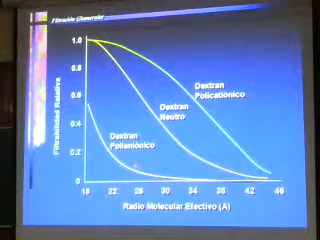 Filtración Glomerular
Filtrabilidad Relativa
1.0
0.8
0.6
0.4
0.2
0
Dextran
Policatiónico
Dextran
Neutro
Dextran
Polianiónico
18 22 26 30 34 38 42 46
Radio Molecular Efectivo (A)